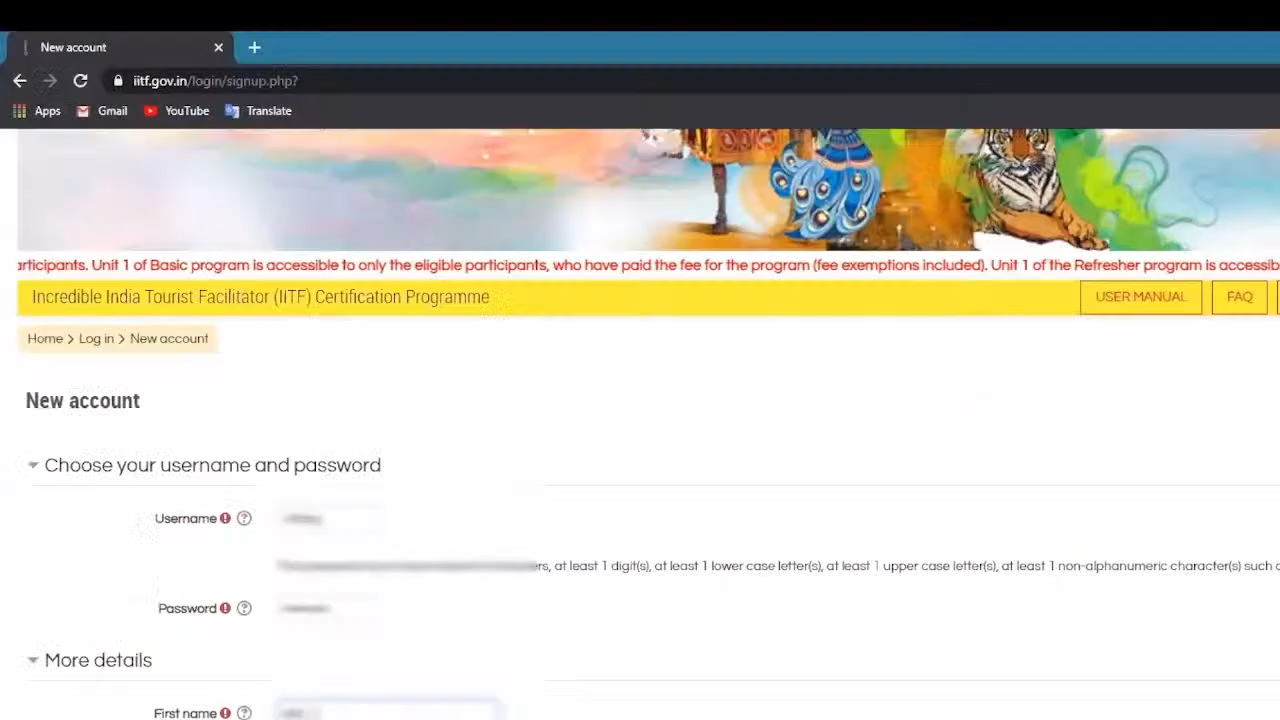 New account
iitf.gov.in/login/signup.php?
Apps Gmail YouTube Translate
articipants. Unit 1 of Basic program is accessible to only the eligible participants, who have paid the fee for the program (fee exemptions included). Unit 1 of the Refresher program is accessib
Incredible India Tourist Facilitator (IITF) Certification Programme USER MANUAL FAQ
Home > Log in > New account
New account
Choose your username and password
Username
ers, at least 1 digit(s), at least 1 lower case letter(s), at least 1 upper case letter(s), at least 1 non-alphanumeric character(s) such
Password
More details
First name